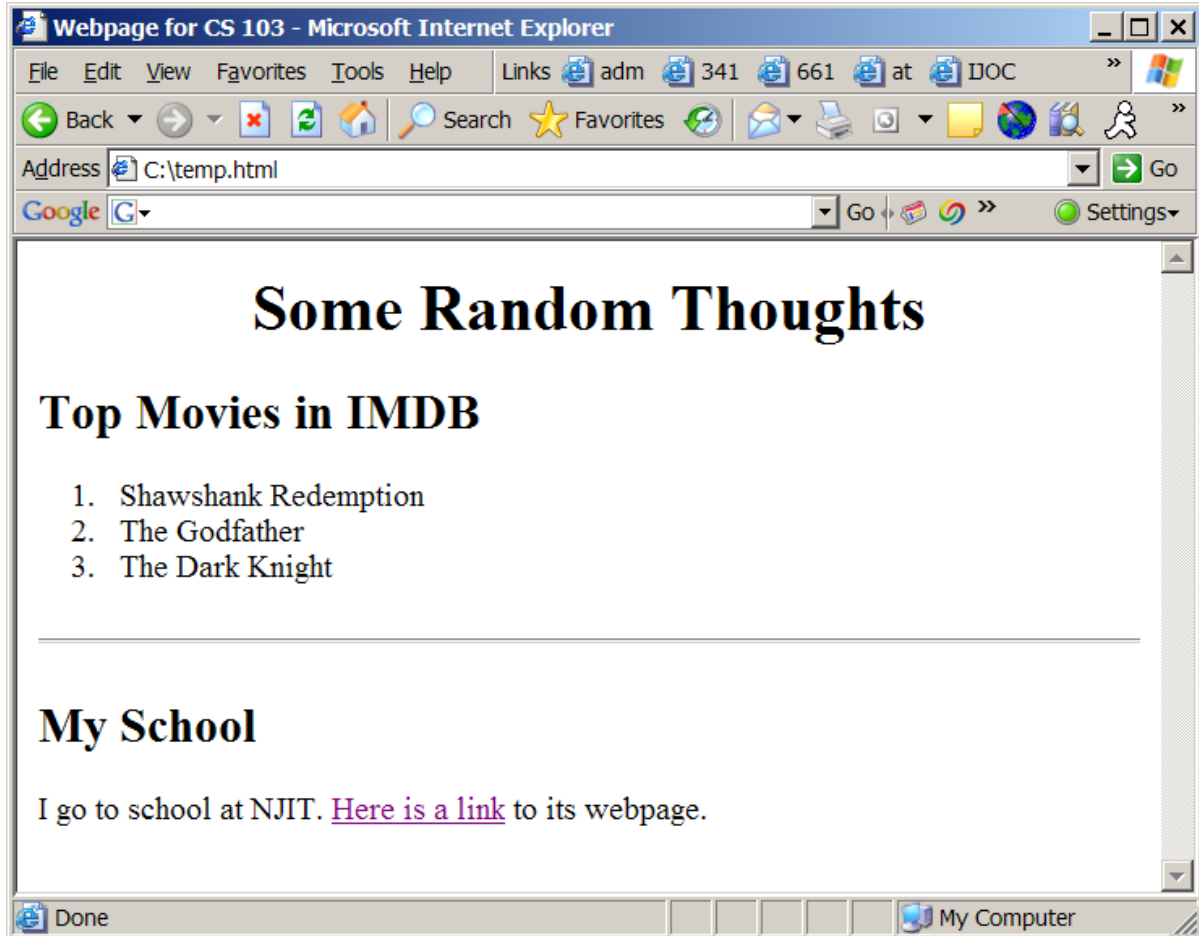 Webpage for CS 103 - Microsoft Internet Explorer
File Edit View Favorites Tools Help Links adm 341 661 at IJOC »
Back Search Favorites »
Address C:\temp.html Go
Google G Go » Settings
Some Random Thoughts
Top Movies in IMDB
1. Shawshank Redemption
2. The Godfather
3. The Dark Knight
My School
I go to school at NJIT. Here is a link to its webpage.
Done My Computer